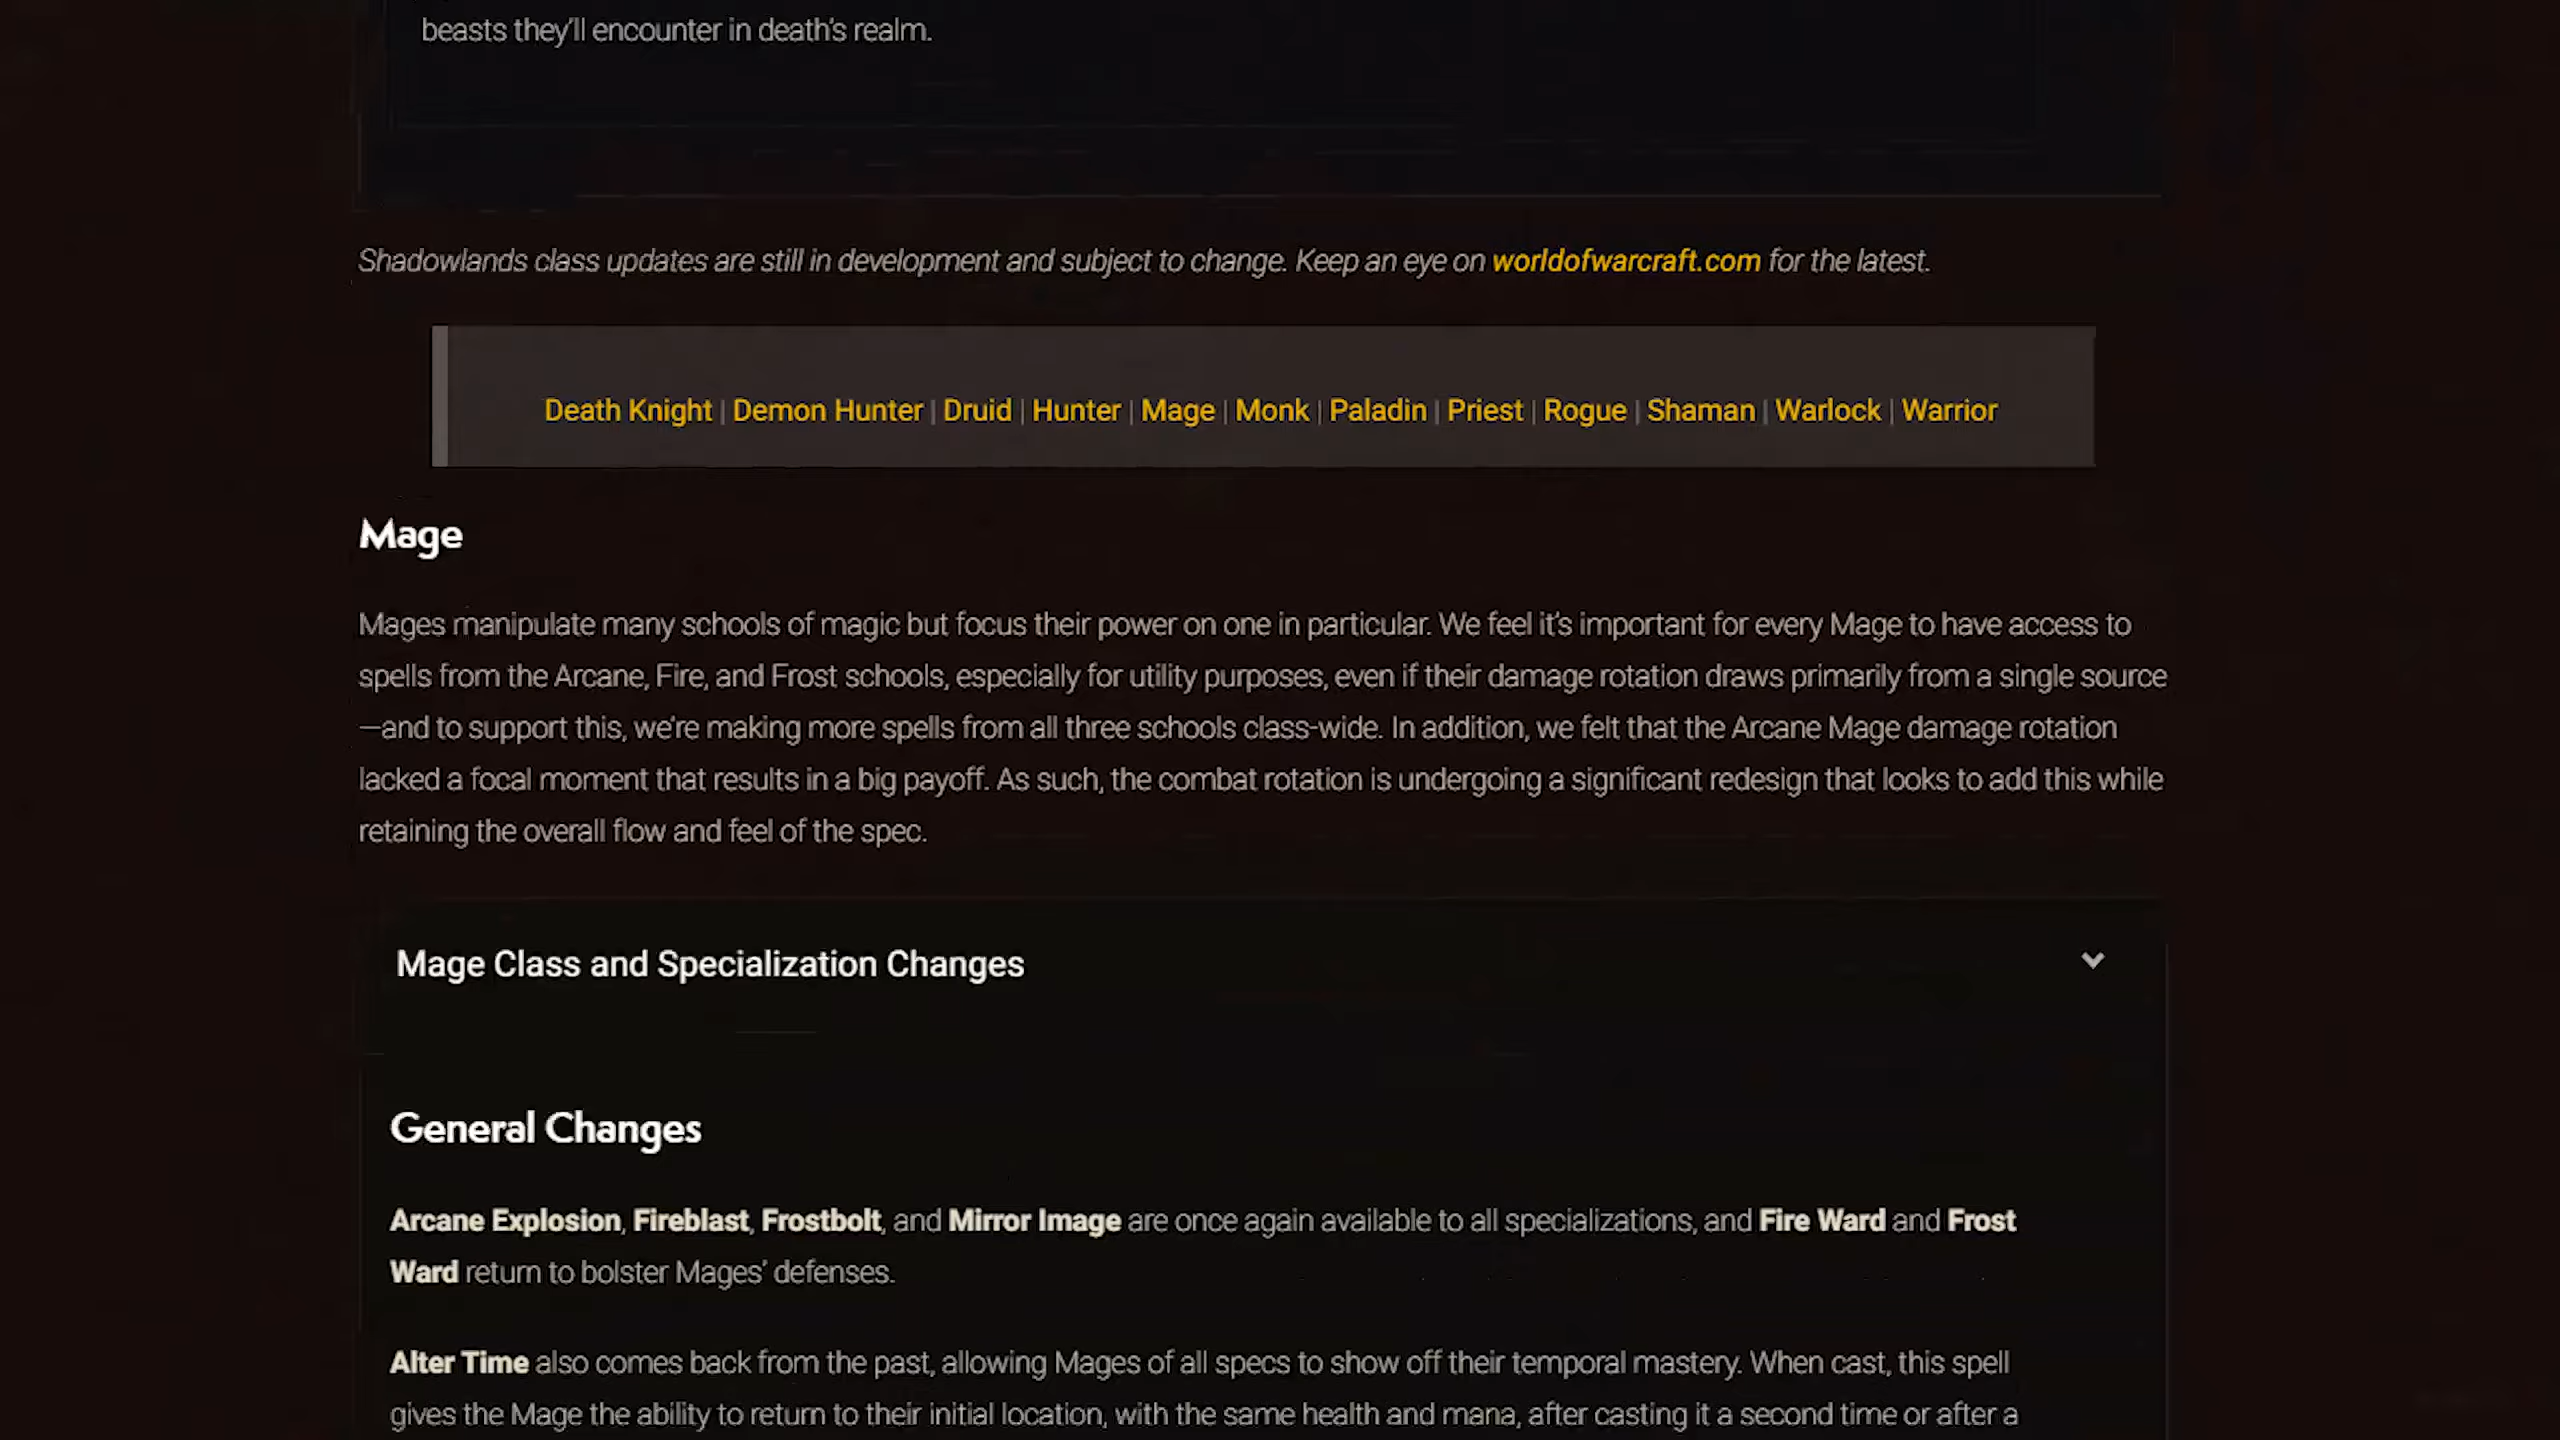 beasts they'll encounter in death's realm.
Shadowlands class updates are still in development and subject to change. Keep an eye on worldofwarcraft.com for the latest.
Death Knight | Demon Hunter | Druid | Hunter | Mage | Monk | Paladin | Priest | Rogue | Shaman | Warlock | Warrior
Mage
Mages manipulate many schools of magic but focus their power on one in particular. We feel it's important for every Mage to have access to
spells from the Arcane, Fire, and Frost schools, especially for utility purposes, even if their damage rotation draws primarily from a single source
—and to support this, we're making more spells from all three schools class-wide. In addition, we felt that the Arcane Mage damage rotation
lacked a focal moment that results in a big payoff. As such, the combat rotation is undergoing a significant redesign that looks to add this while
retaining the overall flow and feel of the spec.
Mage Class and Specialization Changes
General Changes
Arcane Explosion, Fireblast, Frostbolt, and Mirror Image are once again available to all specializations, and Fire Ward and Frost
Ward return to bolster Mages' defenses.
Alter Time also comes back from the past, allowing Mages of all specs to show off their temporal mastery. When cast, this spell
gives the Mage the ability to return to their initial location, with the same health and mana, after casting it a second time or after a